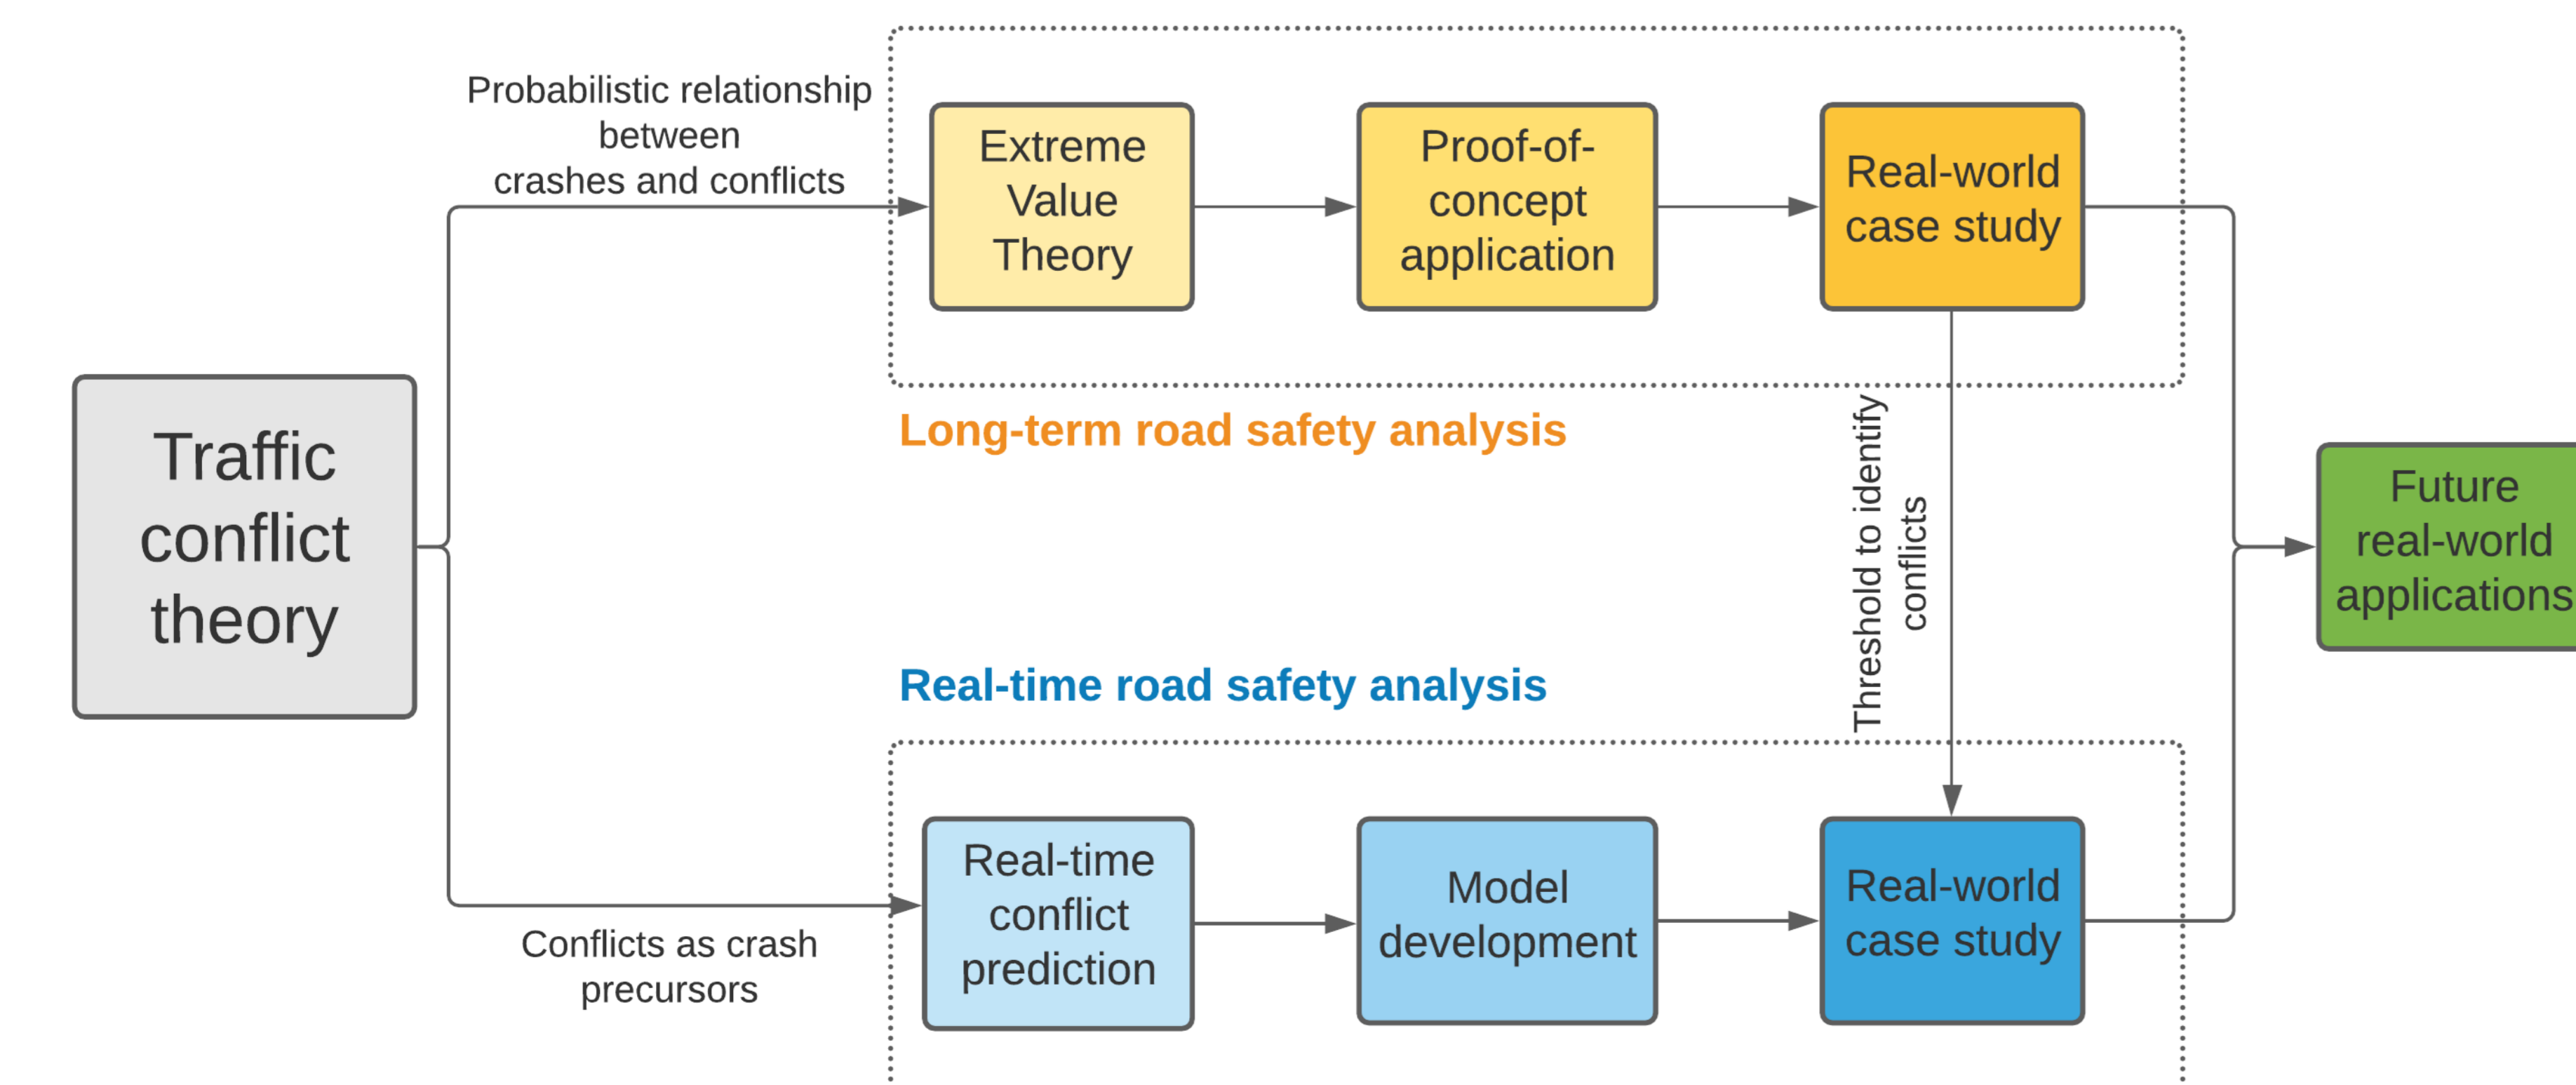 Probabilistic relationship
between
crashes and conflicts
Extreme
Value
Theory
Proof-of-
concept
application
Real-world
case study
Long-term road safety analysis
Traffic
conflict
theory
Threshold to identify
conflicts
Future
real-world
applications
Real-time road safety analysis
Real-time
conflict
prediction
Model
development
Real-world
case study
Conflicts as crash
precursors